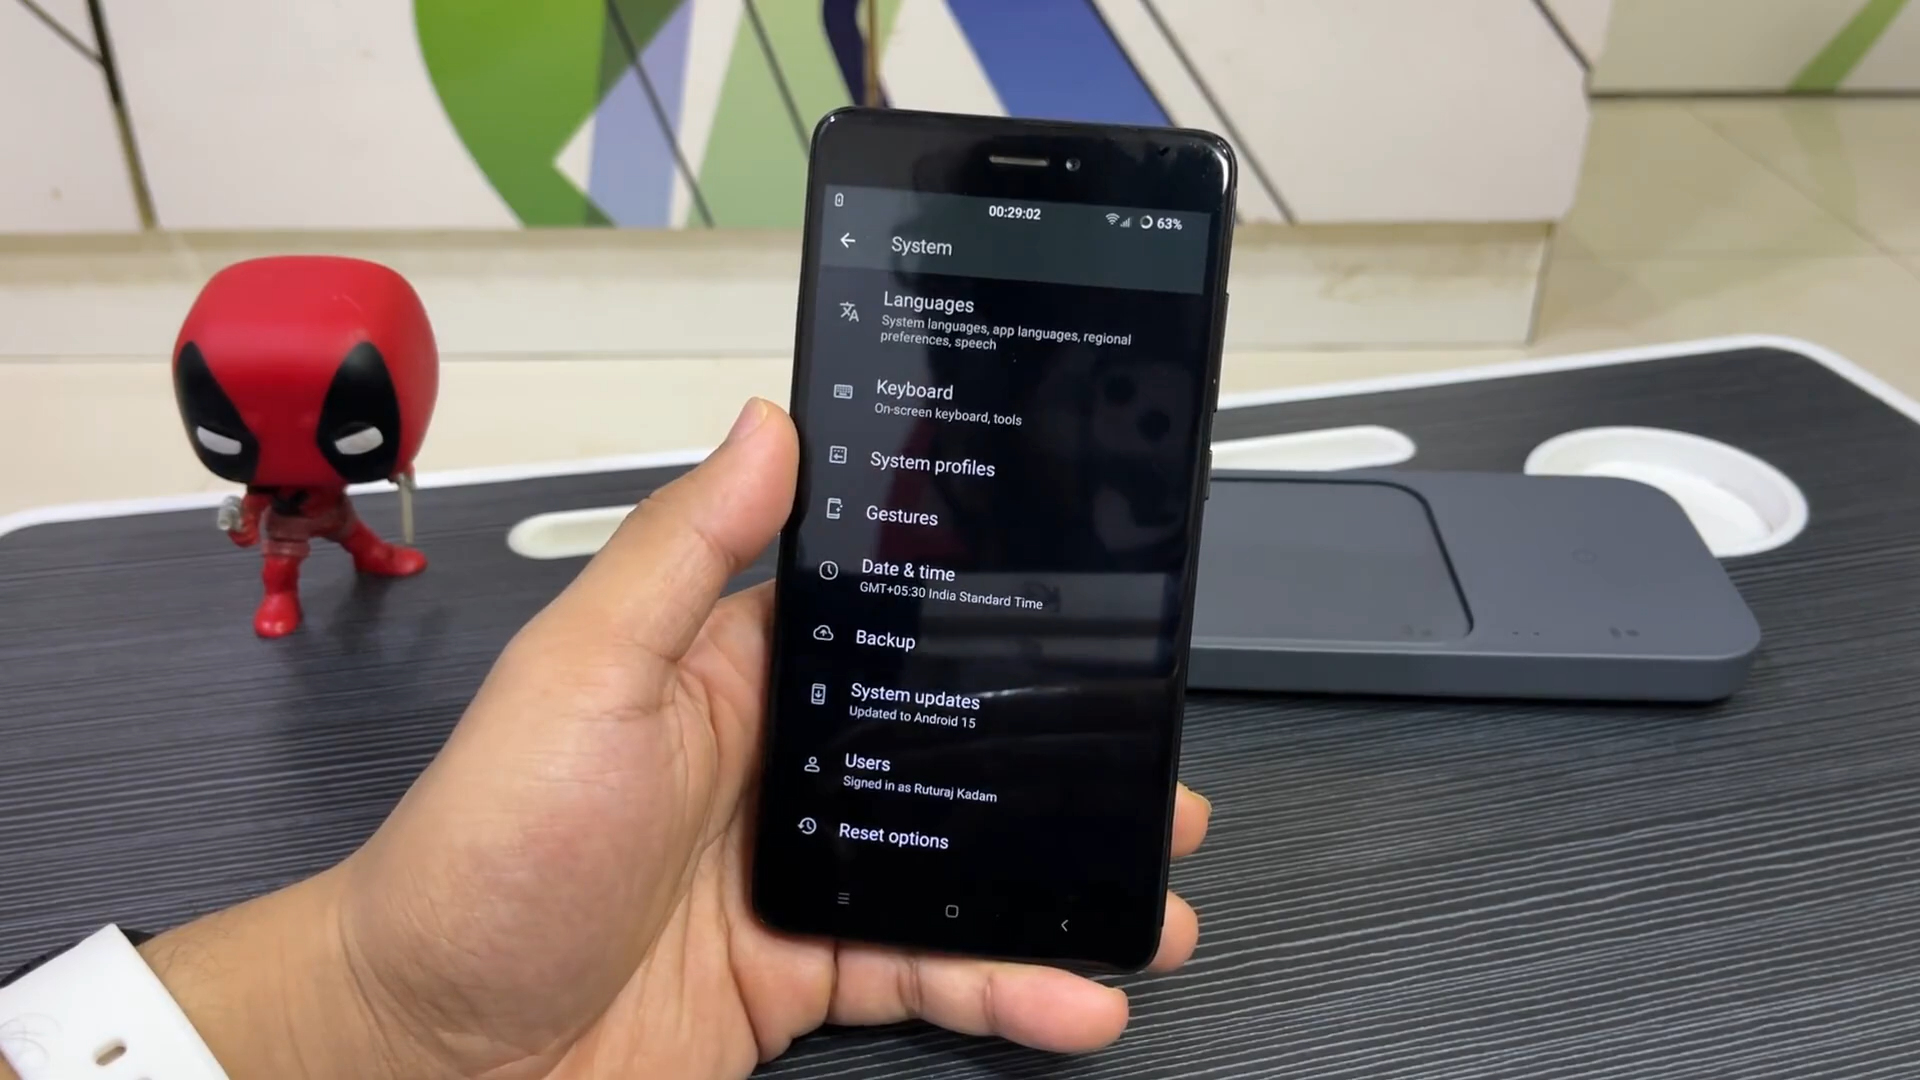 00:29:02
63%
System
Languages
System languages, app languages, regional
preferences, speech
Keyboard
On-screen keyboard, tools
System profiles
Gestures
Date & time
GMT+05:30 India Standard Time
Backup
System updates
Updated to Android 15
Users
Signed in as Ruturaj Kadam
Reset options